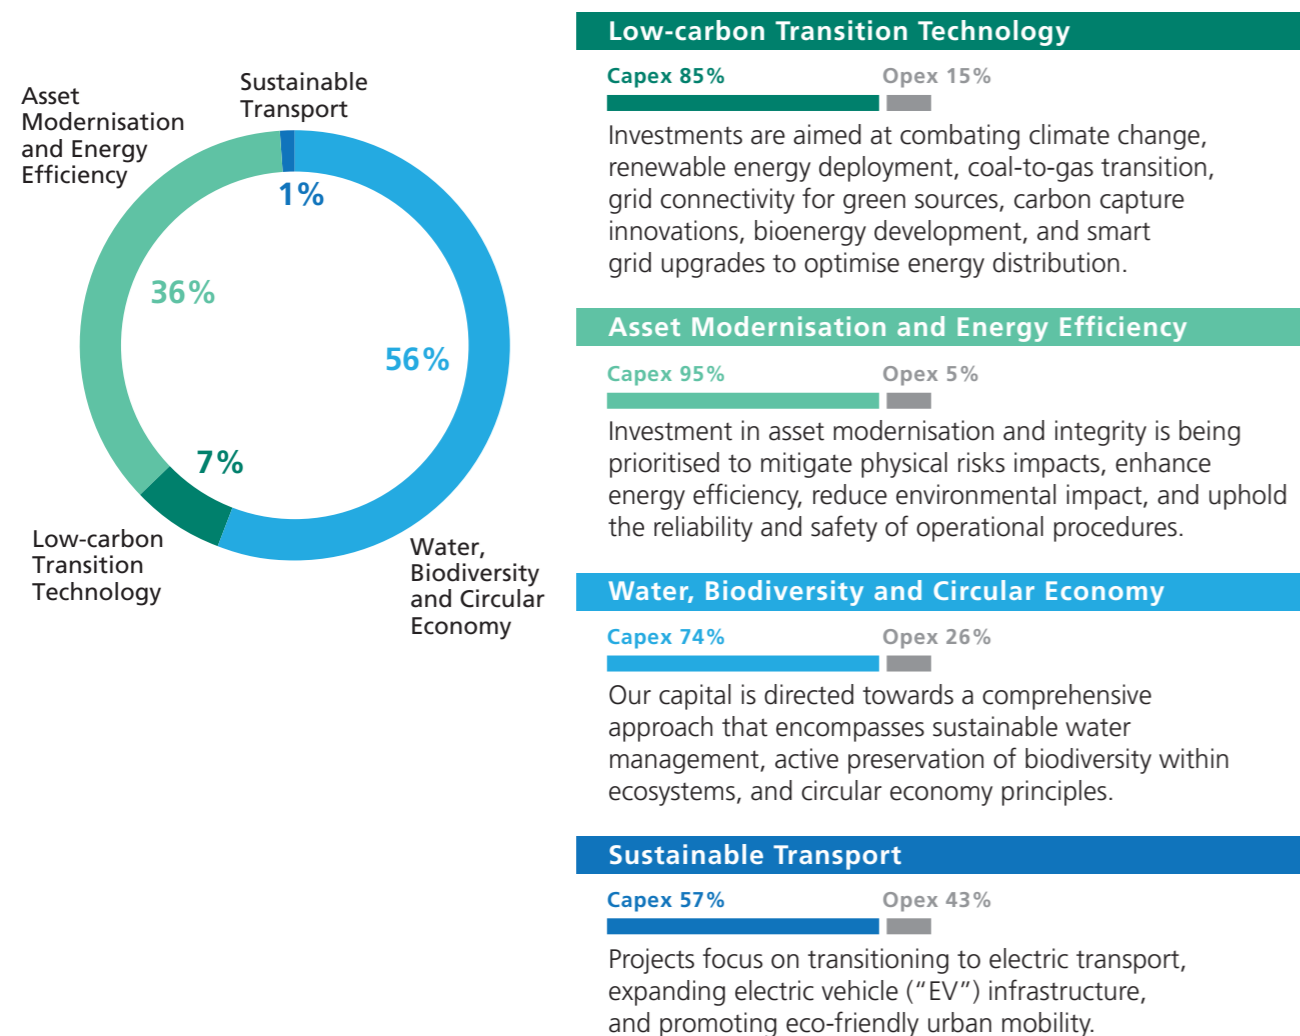 Asset
Modernisation
and Energy
Efficiency
Sustainable
Transport
1%
36%
56%
7%
Low-carbon
Transition
Technology
Water,
Biodiversity
and Circular
Economy
Low-carbon Transition Technology
Capex 85% Opex 15%
Investments are aimed at combating climate change,
renewable energy deployment, coal-to-gas transition,
grid connectivity for green sources, carbon capture
innovations, bioenergy development, and smart
grid upgrades to optimise energy distribution.
Asset Modernisation and Energy Efficiency
Capex 95% Opex 5%
Investment in asset modernisation and integrity is being
prioritised to mitigate physical risks impacts, enhance
energy efficiency, reduce environmental impact, and uphold
the reliability and safety of operational procedures.
Water, Biodiversity and Circular Economy
Capex 74% Opex 26%
Our capital is directed towards a comprehensive
approach that encompasses sustainable water
management, active preservation of biodiversity within
ecosystems, and circular economy principles.
Sustainable Transport
Capex 57% Opex 43%
Projects focus on transitioning to electric transport,
expanding electric vehicle (“EV”) infrastructure,
and promoting eco-friendly urban mobility.